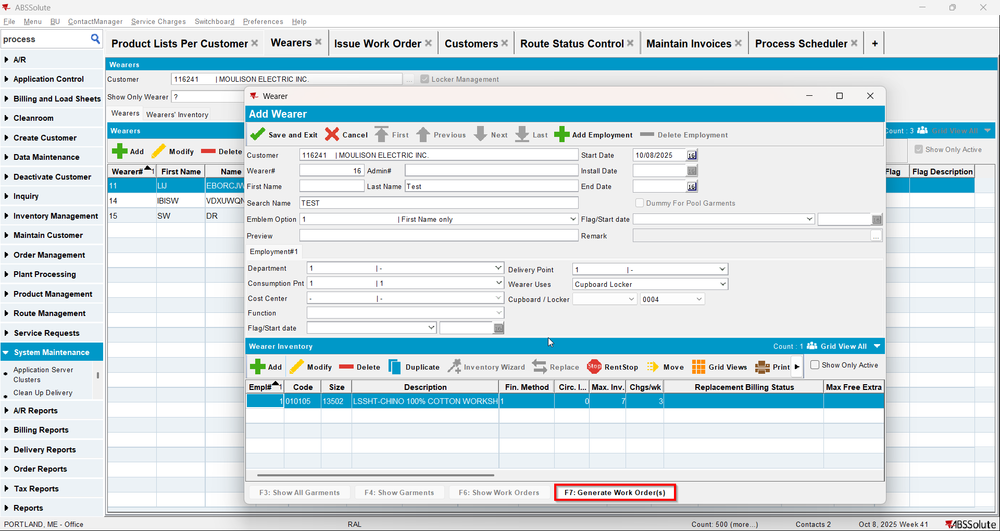 ABSSolute
File Menu BU ContactManager Service Charges Switchboard Preferences Help
process
Product Lists Per Customer
Wearers
Issue Work Order
Customers
Route Status Control
Maintain Invoices
Process Scheduler
+
A/R
Application Control
Billing and Load Sheets
Cleanroom
Create Customer
Data Maintenance
Deactivate Customer
Inquiry
Inventory Management
Maintain Customer
Order Management
Plant Processing
Product Management
Route Management
Service Requests
System Maintenance
Application Server
Clusters
Clean Up Delivery
A/R Reports
Billing Reports
Delivery Reports
Order Reports
Tax Reports
Reports
Wearers
Customer 116241 | MOULISON ELECTRIC INC. ... Locker Management
Show Only Wearer ?
Wearers Wearers' Inventory
Wearers
Count : 3 Grid View All
Add Modify Delete
Show Only Active
Wearer# 1 First Name Name
Flag Flag Description
11 LIJ EBORCJW
14 IBISW VDXUWQN
15 SW DR
Wearer
Add Wearer
Save and Exit Cancel First Previous Next Last Add Employment Delete Employment
Customer 116241 | MOULISON ELECTRIC INC. Start Date 10/08/2025 16
Wearer# 16 Admin# Install Date 16
First Name Last Name Test End Date 16
Search Name TEST Dummy For Pool Garments
Emblem Option 1 | First Name only Flag/Start date 16
Preview Remark ...
Employment#1
Department 1 | - Delivery Point 1 | -
Consumption Pnt 1 | 1 Wearer Uses Cupboard Locker
Cost Center - | - Cupboard / Locker 0004
Function
Flag/Start date 16
Wearer Inventory Count : 1 Grid View All
Add Modify Delete Duplicate Inventory Wizard Replace Stop RentStop Move Grid Views Print Show Only Active
Empl# 1 Code Size Description Fin. Method Circ. I... Max. Inv. Chgs/wk Replacement Billing Status Max Free Extra
1 010105 13502 LSSHT-CHINO 100% COTTON WORKSH 1 0 7 3
F3: Show All Garments F4: Show Garments F6: Show Work Orders F7: Generate Work Order(s)
PORTLAND, ME - Office RAL Count: 500 (more...) Contacts 2 Oct 8, 2025 Week 41 ABSSolute